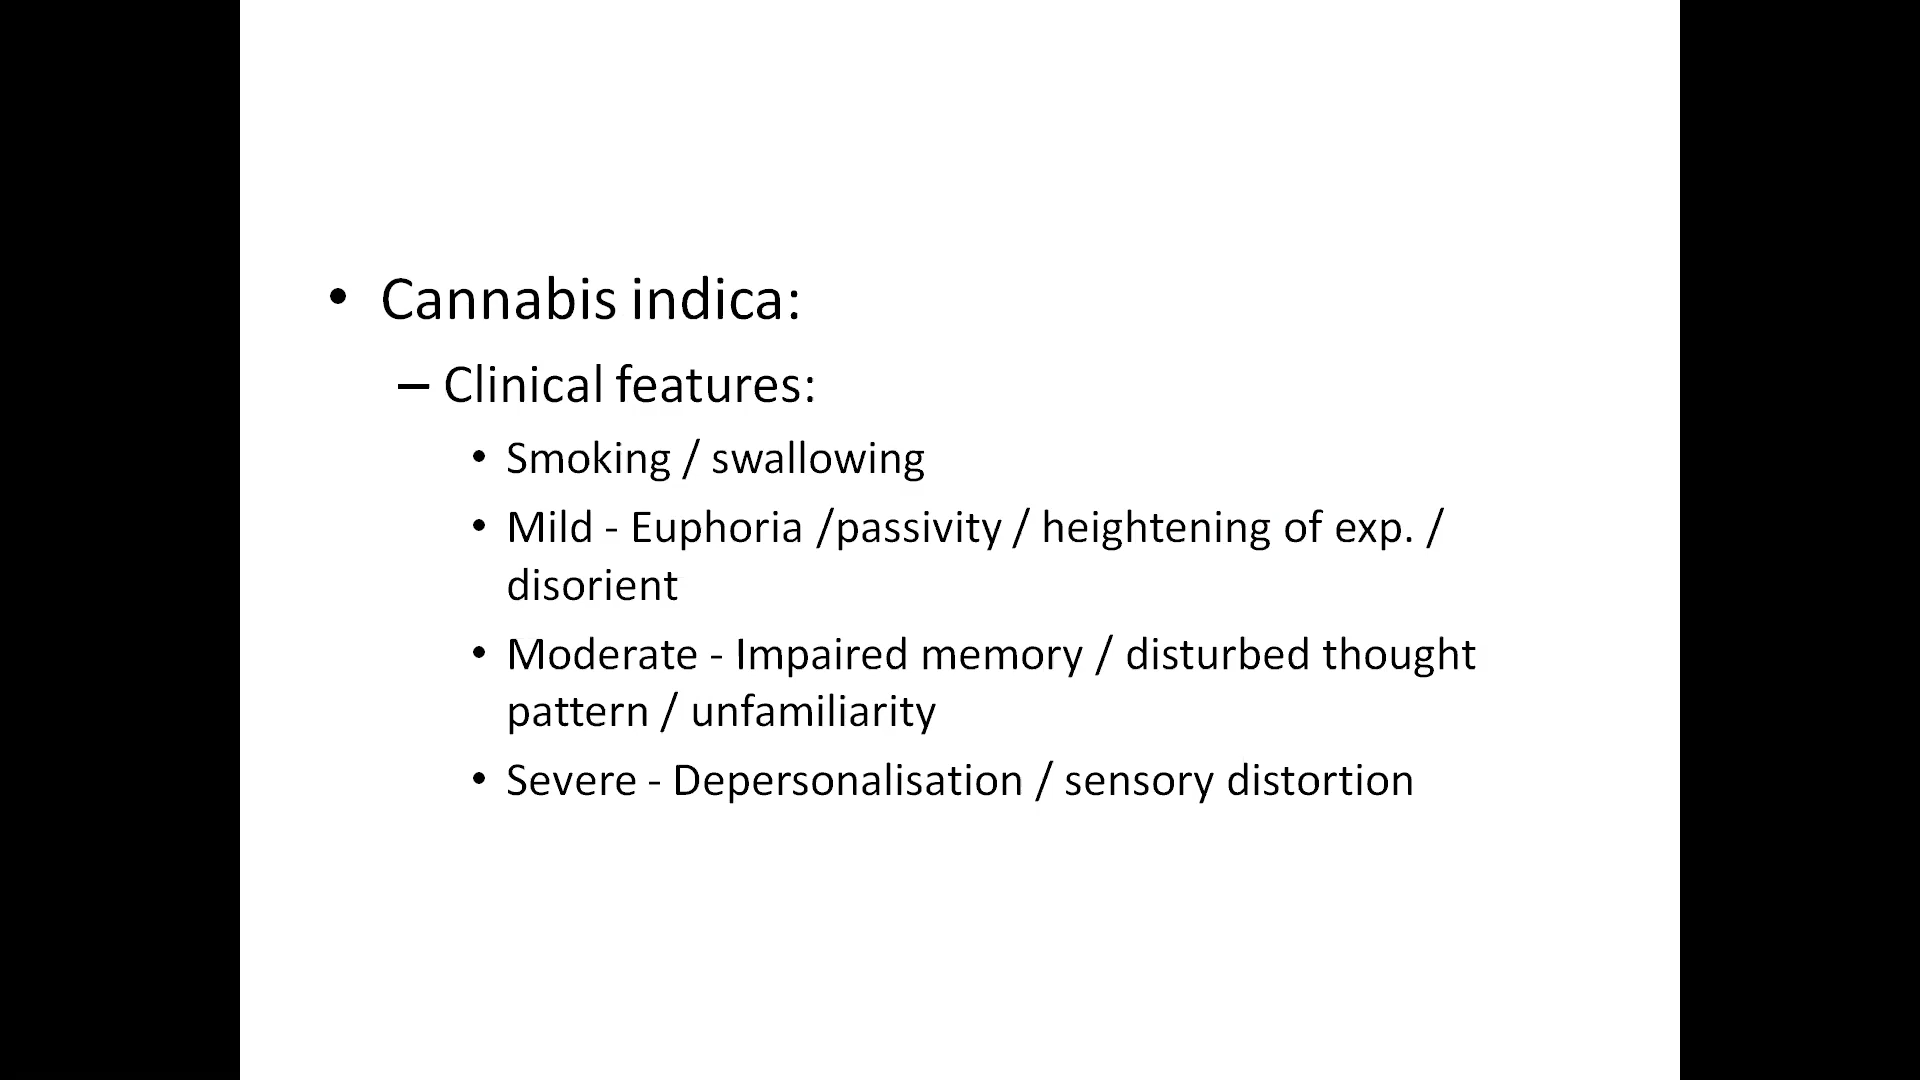 • Cannabis indica:
– Clinical features:
• Smoking / swallowing
• Mild - Euphoria /passivity / heightening of exp. /
disorient
• Moderate - Impaired memory / disturbed thought
pattern / unfamiliarity
• Severe - Depersonalisation / sensory distortion